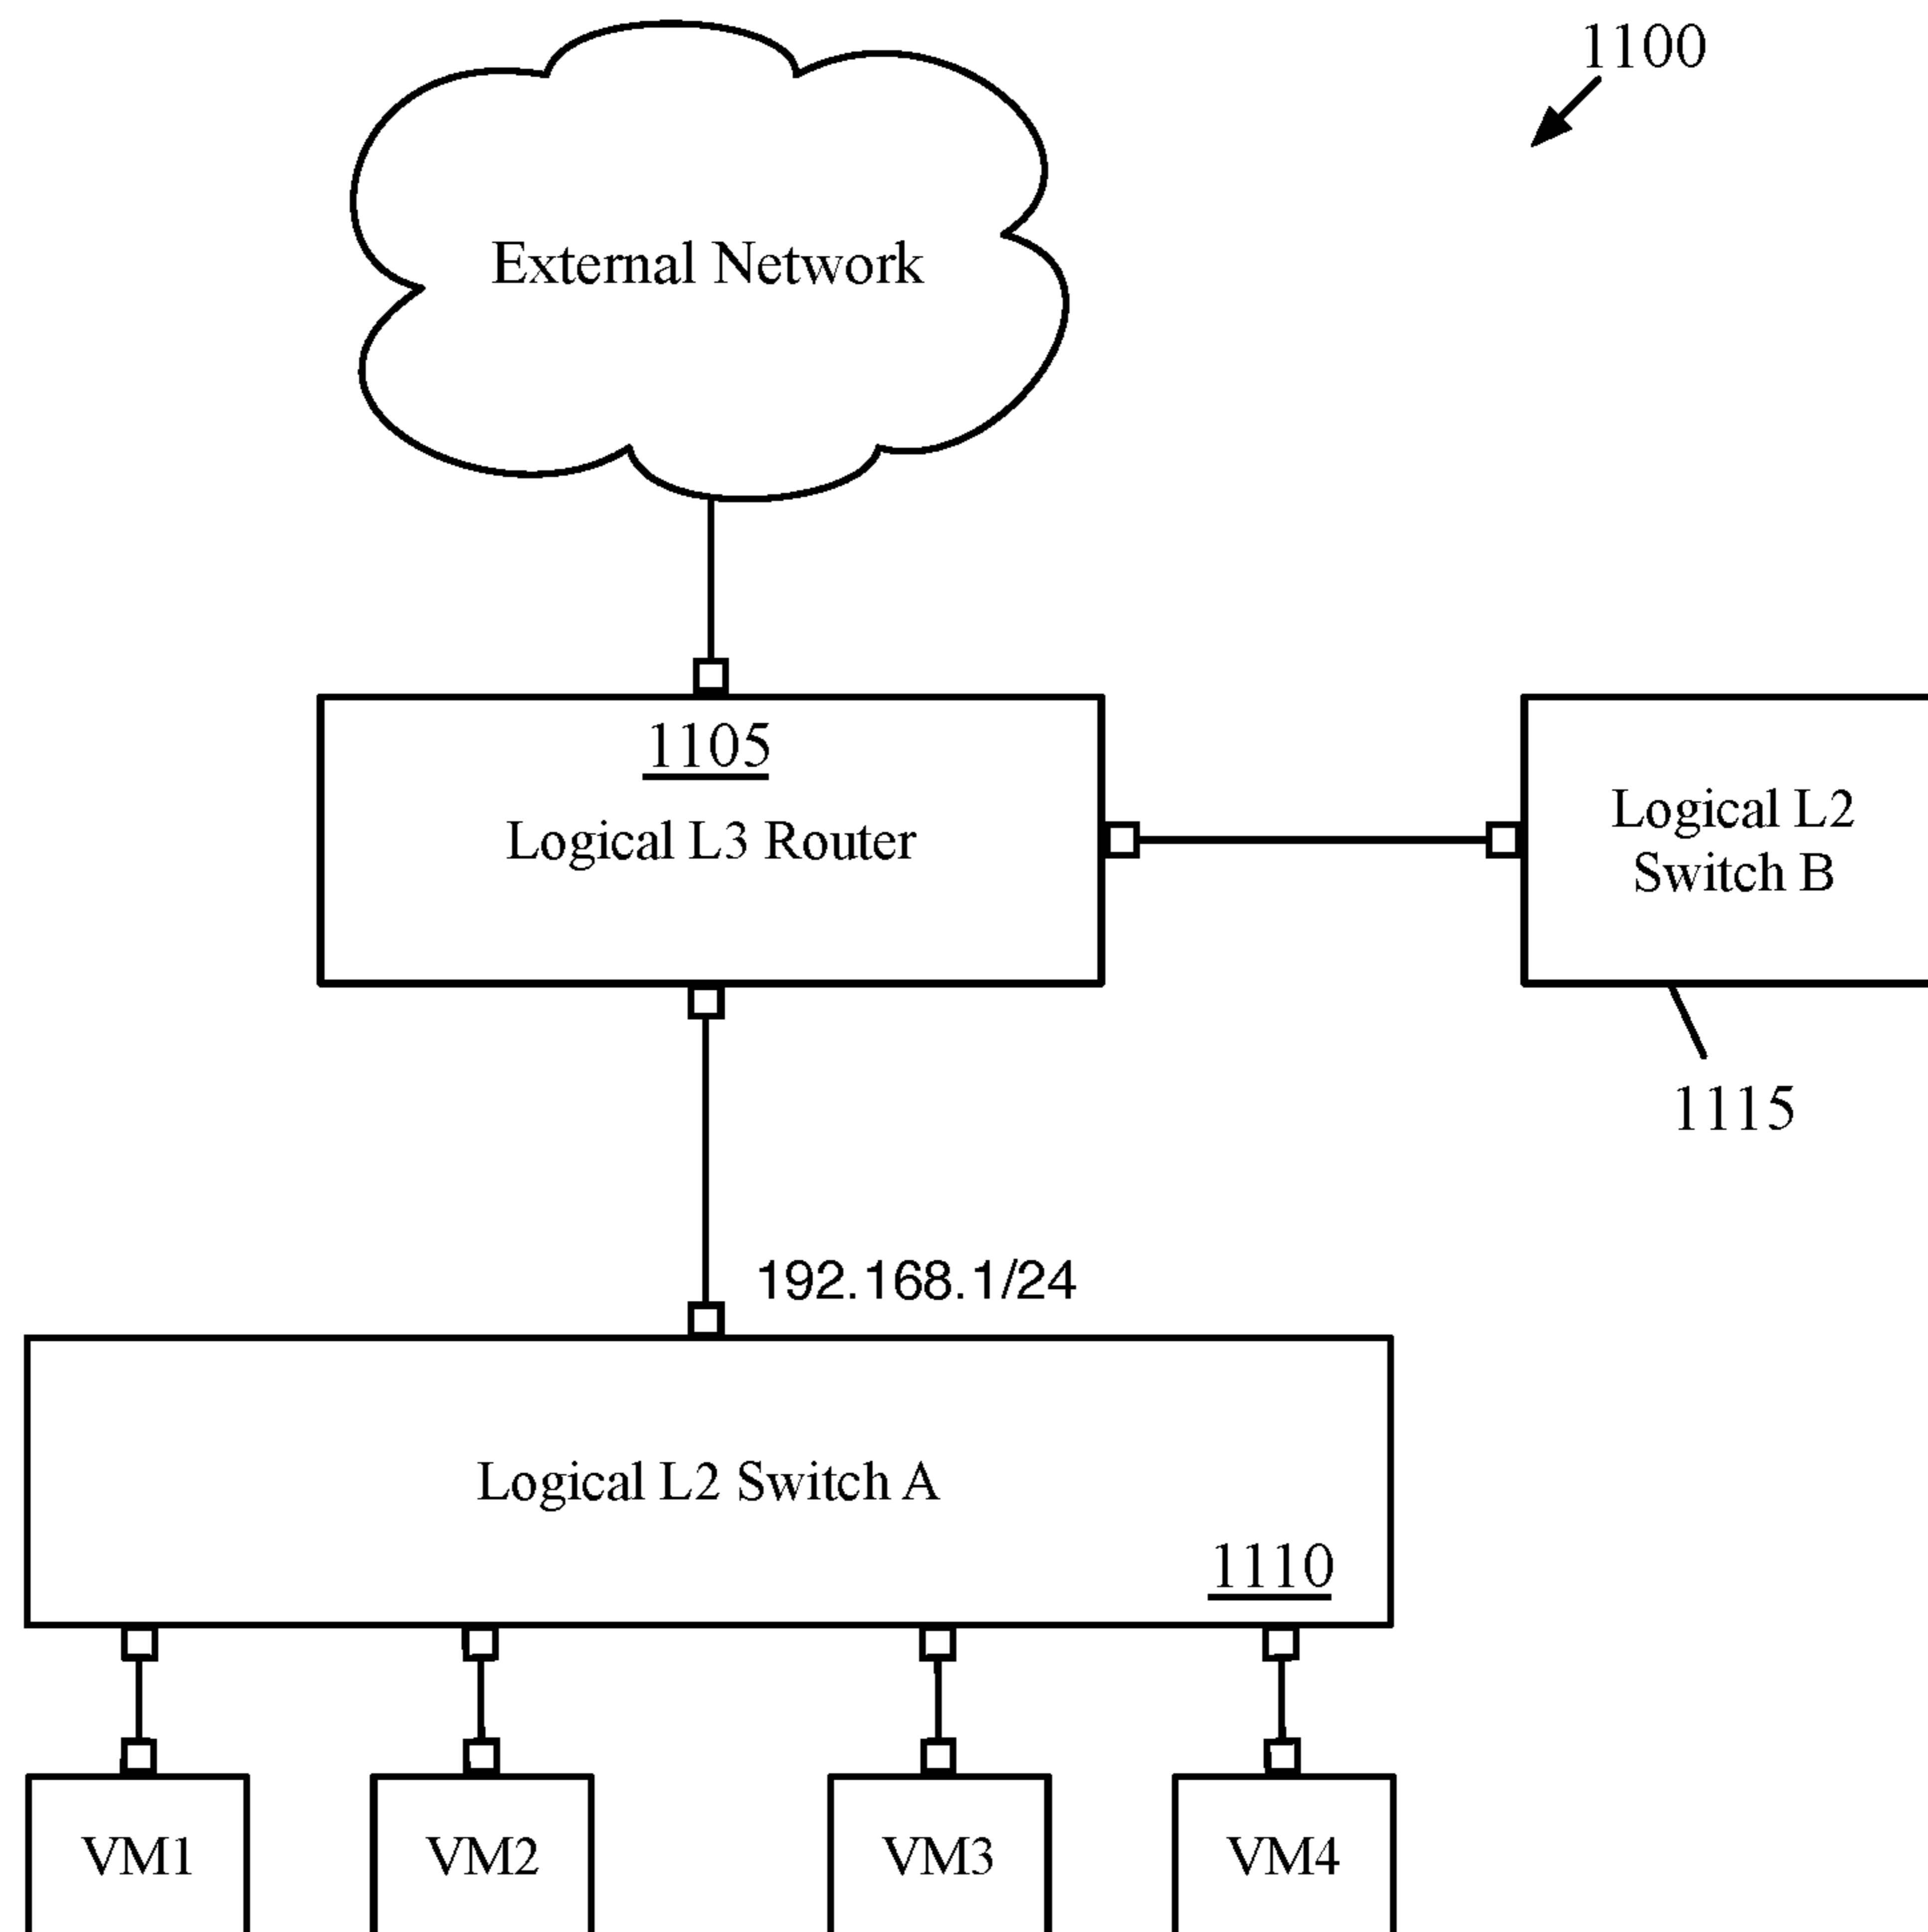 1100
External Network
1105
Logical L3 Router
Logical L2
Switch B
1115
192.168.1/24
Logical L2 Switch A
1110
VM1
VM2
VM3
VM4